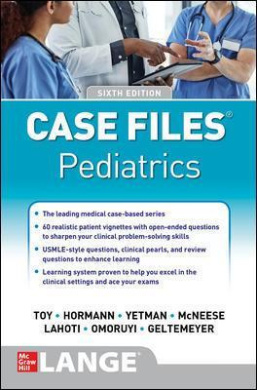 SIXTH EDITION
CASE FILES®
Pediatrics
• The leading medical case-based series
• 60 realistic patient vignettes with open-ended questions
to sharpen your clinical problem-solving skills
• USMLE-style questions, clinical pearls, and review
questions to enhance learning
• Learning system proven to help you excel in the
clinical settings and ace your exams
TOY • HORMANN • YETMAN • McNEESE
LAHOTI • OMORUYI • GELTEMEYER
Mc
Graw
Hill
LANGE®